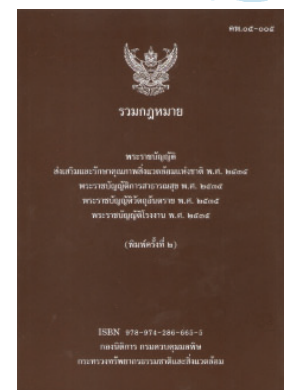 คพ.๐๕-๐๐๕
รวมกฎหมาย
พระราชบัญญัติ
ส่งเสริมและรักษาคุณภาพสิ่งแวดล้อมแห่งชาติ พ.ศ. ๒๕๓๕
พระราชบัญญัติการสาธารณสุข พ.ศ. ๒๕๓๕
พระราชบัญญัติวัตถุอันตราย พ.ศ. ๒๕๓๕
พระราชบัญญัติโรงงาน พ.ศ. ๒๕๓๕
(พิมพ์ครั้งที่ ๒)
ISBN 978-974-286-665-5
กองนิติการ กรมควบคุมมลพิษ
กระทรวงทรัพยากรธรรมชาติและสิ่งแวดล้อม